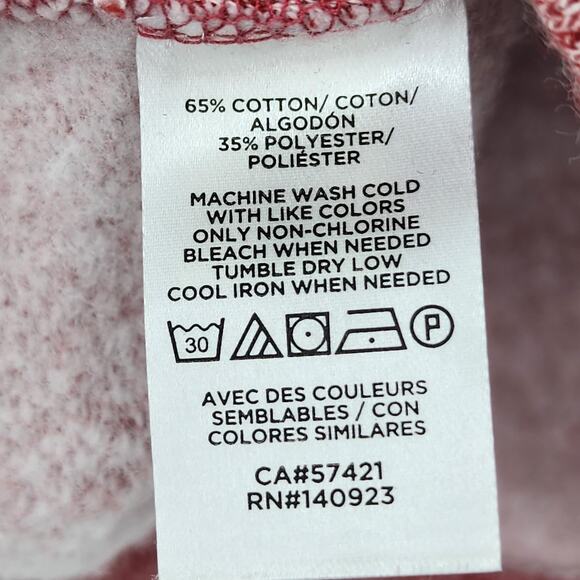 65% COTTON/ COTON/
ALGODÓN
35% POLYESTER/
POLIÉSTER
MACHINE WASH COLD
WITH LIKE COLORS
ONLY NON-CHLORINE
BLEACH WHEN NEEDED
TUMBLE DRY LOW
COOL IRON WHEN NEEDED
30 P
AVEC DES COULEURS
SEMBLABLES / CON
COLORES SIMILARES
CA#57421
RN#140923